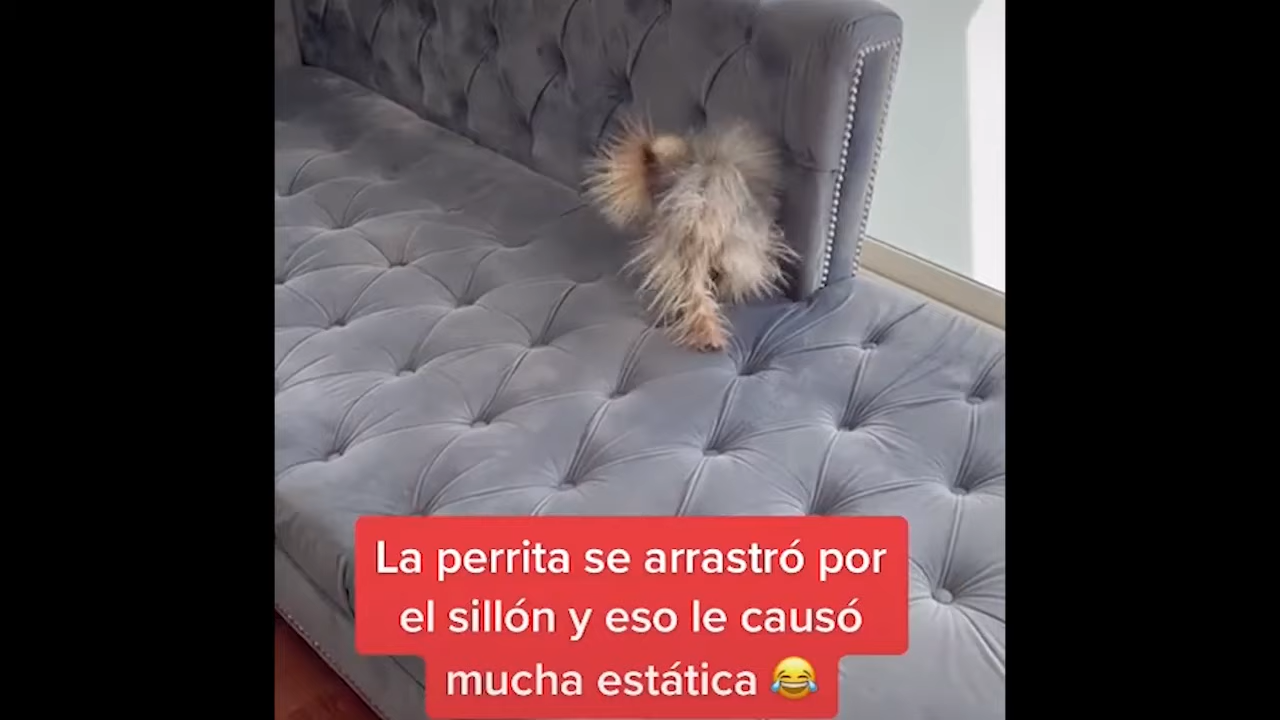 La perrita se arrastró por
el sillón y eso le causó
mucha estática 😂